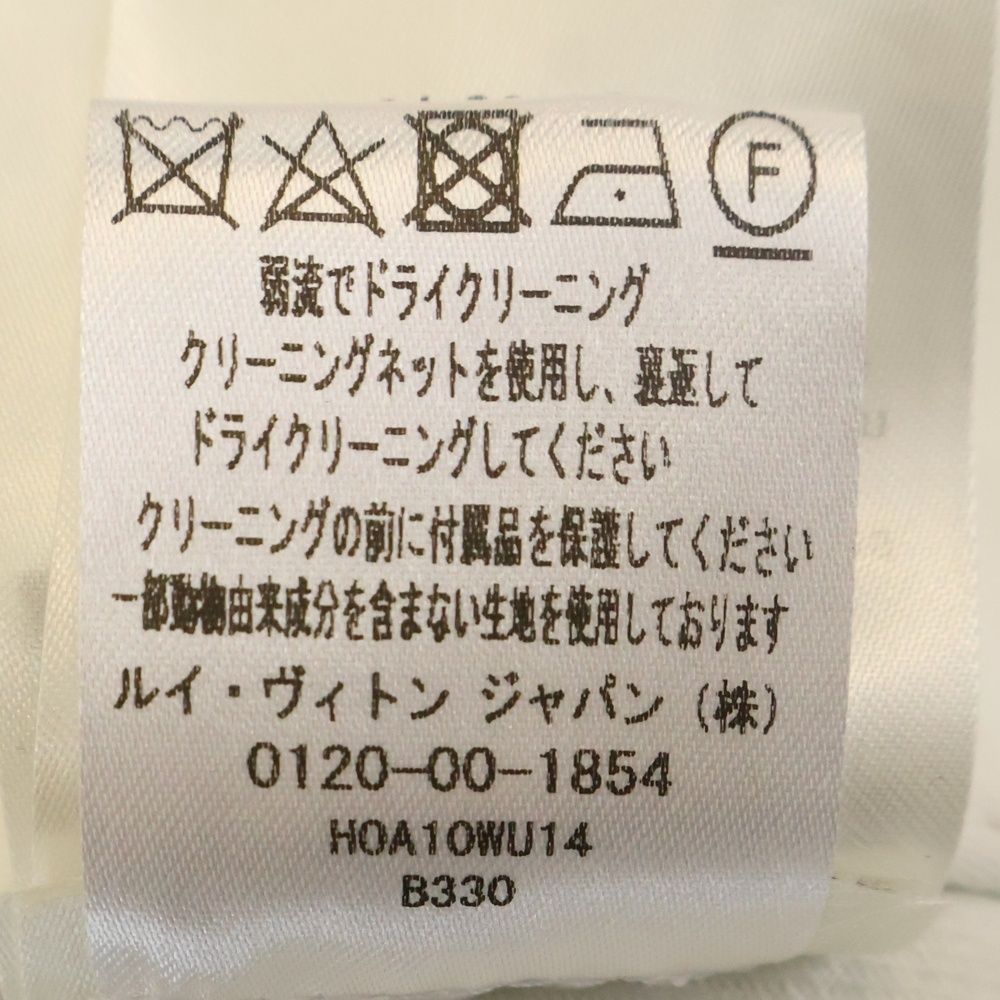 F
弱流でドライクリーニング
クリーニングネットを使用し、裏返して
ドライクリーニングしてください
クリーニングの前に付属品を保護してください
一部動物由来成分を含まない生地を使用しております
ルイ・ヴィトン ジャパン (株)
0120-00-1854
H0A10WU14
B330